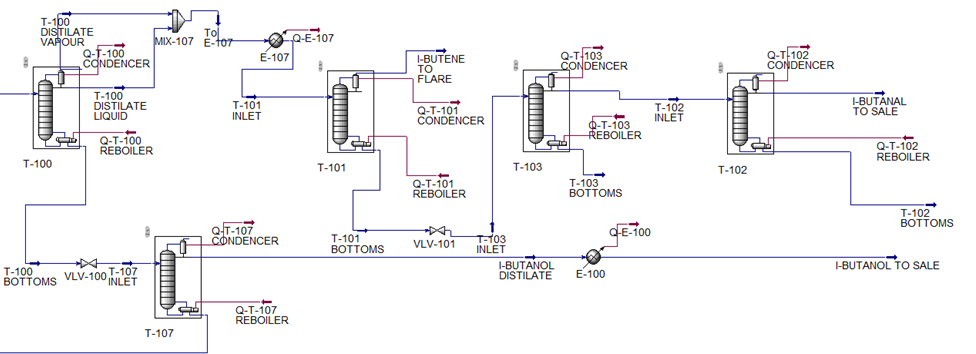 T-100
DISTILATE
VAPOUR
MIX-107
To
E-107
Q-E-107
E-107
Q-T-100
CONDENCER
T-100
DISTILATE
LIQUID
Q-T-100
REBOILER
T-100
T-101
INLET
I-BUTENE
TO
FLARE
Q-T-101
CONDENCER
Q-T-101
REBOILER
T-101
Q-T-103
CONDENCER
Q-T-103
REBOILER
T-103
T-103
BOTTOMS
T-102
INLET
Q-T-102
CONDENCER
I-BUTANAL
TO SALE
Q-T-102
REBOILER
T-102
T-102
BOTTOMS
T-100
BOTTOMS
VLV-100
T-107
INLET
Q-T-107
CONDENCER
Q-T-107
REBOILER
T-107
T-101
BOTTOMS
VLV-101
T-103
INLET
I-BUTANOL
DISTILATE
Q-E-100
E-100
I-BUTANOL TO SALE